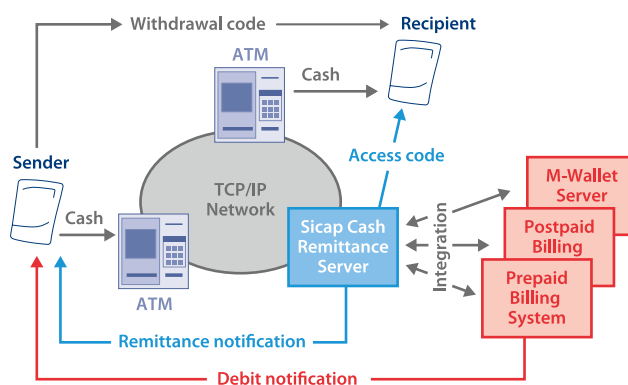 Withdrawal code
Recipient
ATM
Cash
Sender
Access code
TCP/IP
Network
M-Wallet
Server
Cash
Sicap Cash
Remittance
Server
Integration
Postpaid
Billing
Prepaid
Billing
System
ATM
Remittance notification
Debit notification